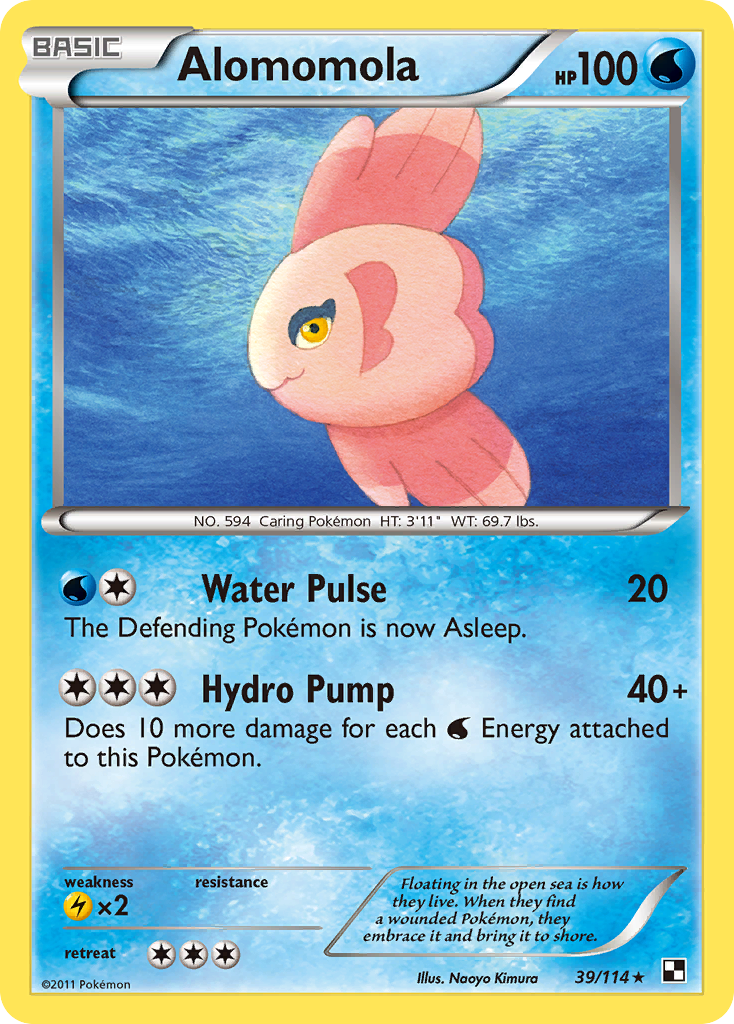 BASIC
Alomomola
HP100
NO. 594 Caring Pokémon HT: 3'11" WT: 69.7 lbs.
Water Pulse 20
The Defending Pokémon is now Asleep.
Hydro Pump 40+
Does 10 more damage for each Energy attached
to this Pokémon.
weakness
×2
resistance
retreat
Floating in the open sea is how
they live. When they find
a wounded Pokémon, they
embrace it and bring it to shore.
©2011 Pokémon
Illus. Naoyo Kimura
39/114★